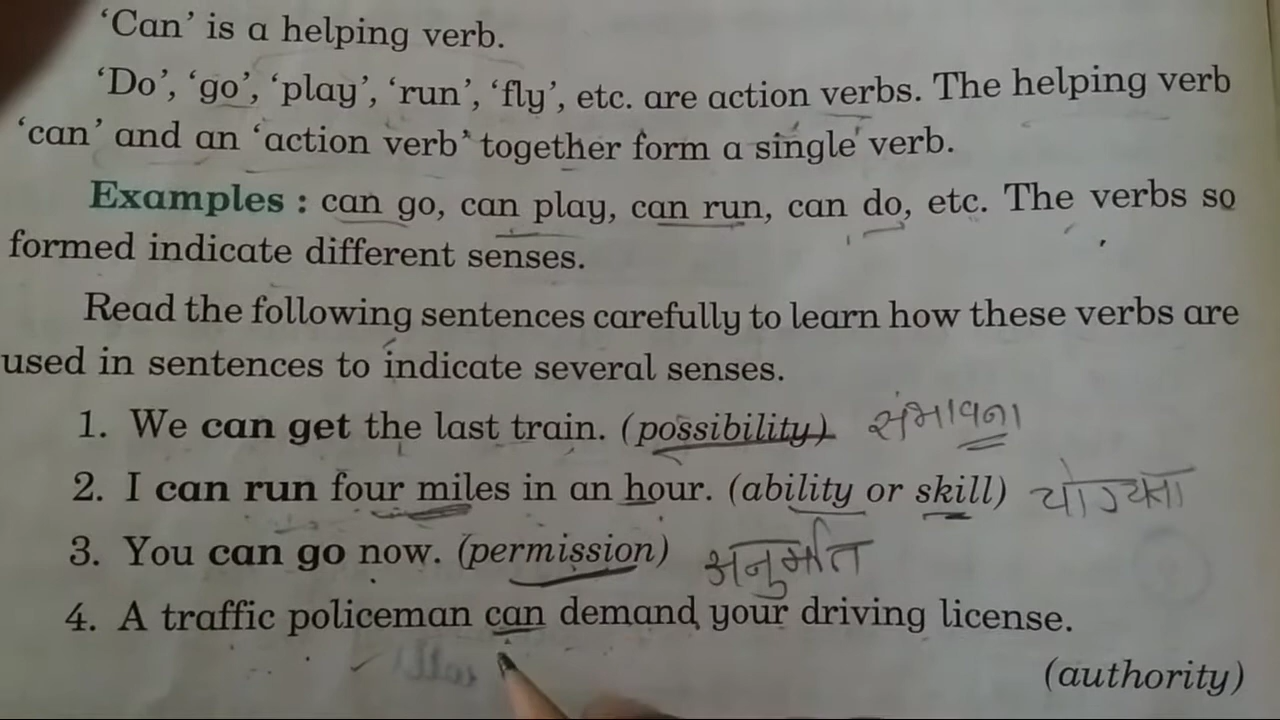 ‘Can’ is a helping verb.
‘Do’, ‘go’, ‘play’, ‘run’, ‘fly’, etc. are action verbs. The helping verb
‘can’ and an ‘action verb’ together form a single verb.
Examples : can go, can play, can run, can do, etc. The verbs so
formed indicate different senses.
Read the following sentences carefully to learn how these verbs are
used in sentences to indicate several senses.
1. We can get the last train. (possibility) संभावना
2. I can run four miles in an hour. (ability or skill) योग्यता
3. You can go now. (permission) अनुमति
4. A traffic policeman can demand your driving license.
(authority)